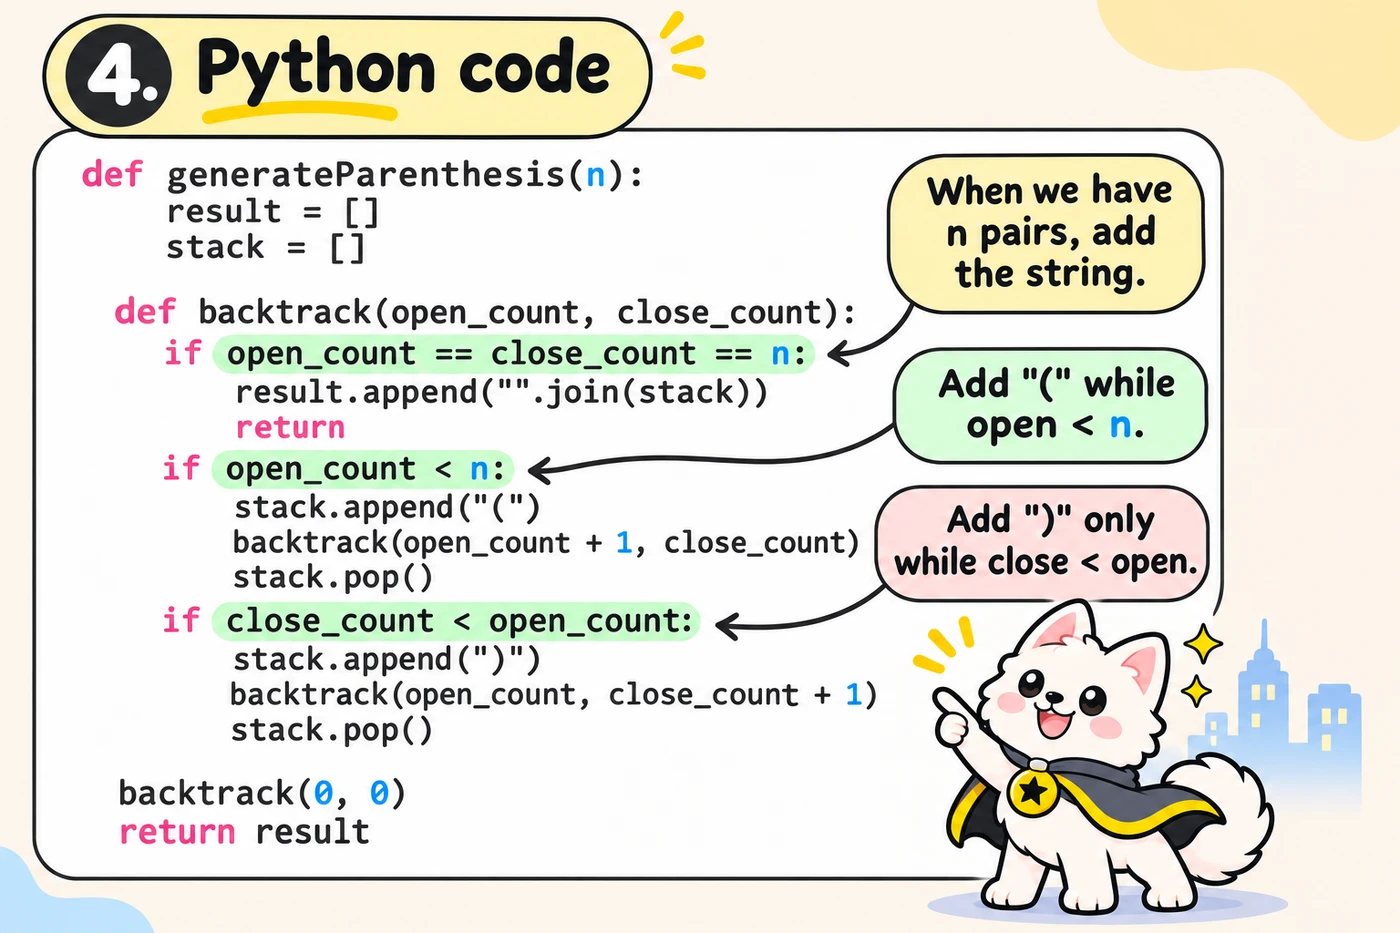 4. Python code
def generateParenthesis(n):
result = []
stack = []
def backtrack(open_count, close_count):
if open_count == close_count == n:
result.append("".join(stack))
return
if open_count < n:
stack.append("(")
backtrack(open_count + 1, close_count)
stack.pop()
if close_count < open_count:
stack.append(")")
backtrack(open_count, close_count + 1)
stack.pop()
backtrack(0, 0)
return result
When we have
n pairs, add
the string.
Add "(" while
open < n.
Add ")" only
while close < open.